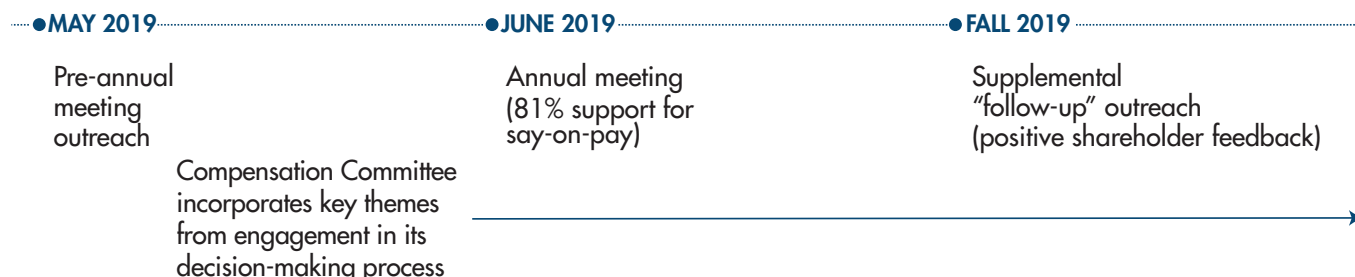 MAY 2019
JUNE 2019
FALL 2019
Pre-annual
meeting
outreach
Annual meeting
(81% support for
say-on-pay)
Supplemental
“follow-up” outreach
(positive shareholder feedback)
Compensation Committee
incorporates key themes
from engagement in its
decision-making process